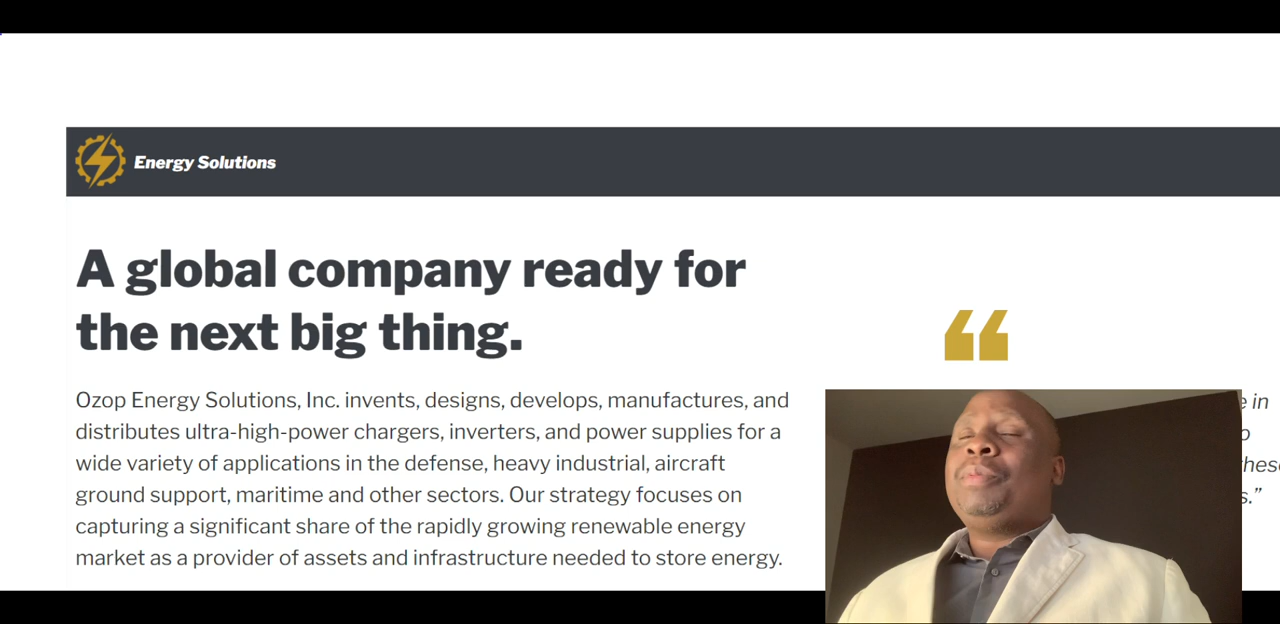 Energy Solutions
A global company ready for
the next big thing.
Ozop Energy Solutions, Inc. invents, designs, develops, manufactures, and
distributes ultra-high-power chargers, inverters, and power supplies for a
wide variety of applications in the defense, heavy industrial, aircraft
ground support, maritime and other sectors. Our strategy focuses on
capturing a significant share of the rapidly growing renewable energy
market as a provider of assets and infrastructure needed to store energy.
“
in